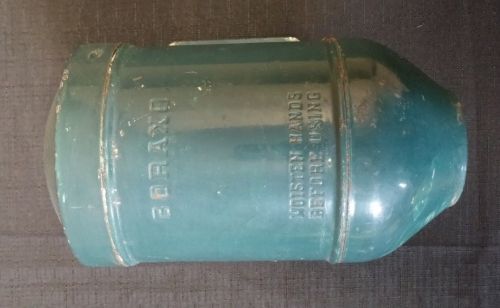 BORAXO
MOISTEN HANDS
BEFORE USING